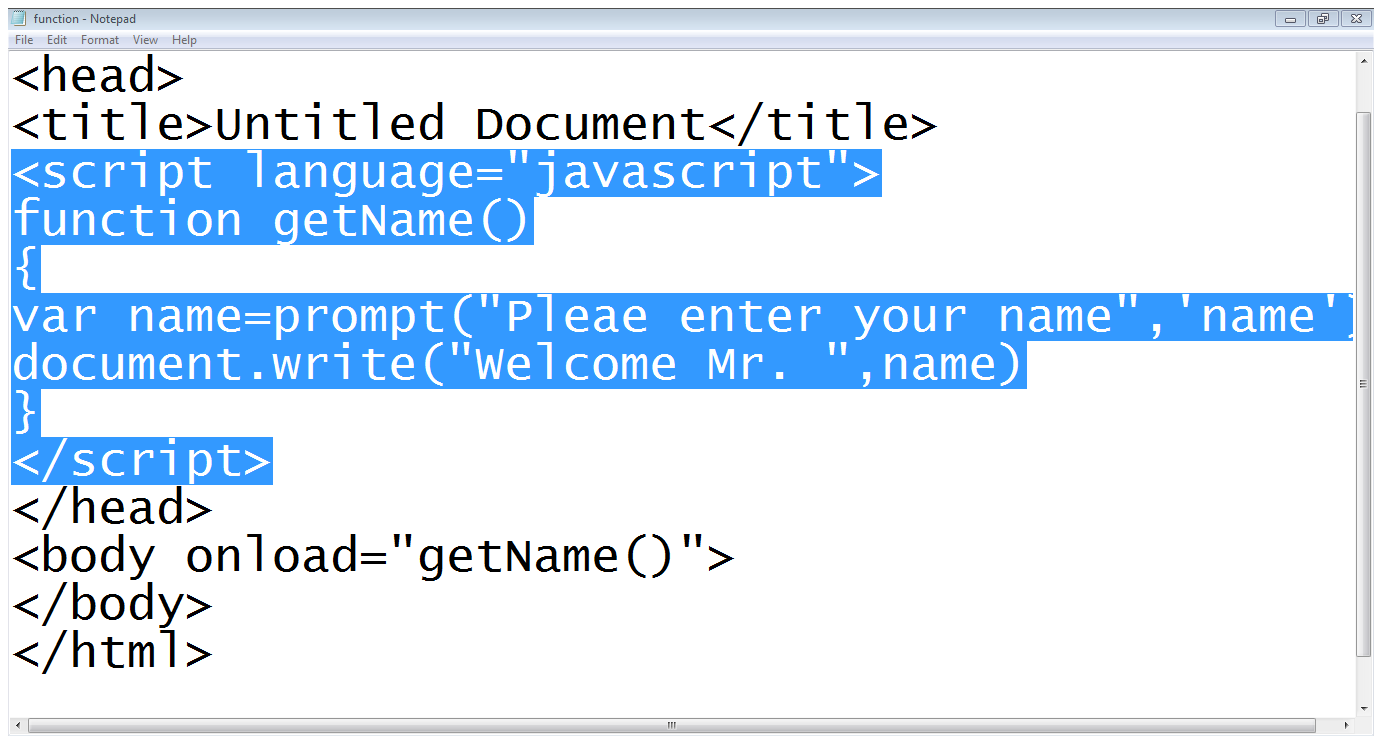 function - Notepad
File Edit Format View Help
<head>
<title>Untitled Document</title>
<script language="javascript">
function getName()
{
var name=prompt("Pleae enter your name",'name')
document.write("Welcome Mr. ",name)
}
</script>
</head>
<body onload="getName()">
</body>
</html>